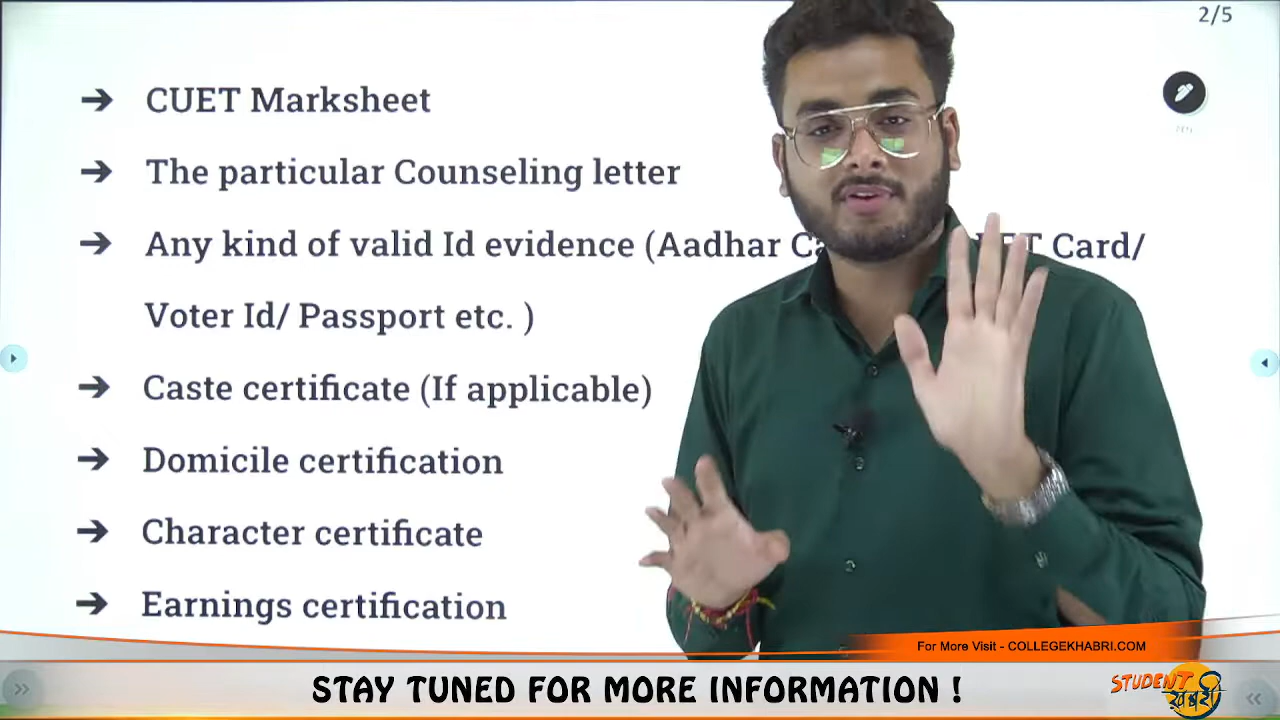 2/5
→ CUET Marksheet
→ The particular Counseling letter
→ Any kind of valid Id evidence (Aadhar Card/
Voter Id/ Passport etc. )
→ Caste certificate (If applicable)
→ Domicile certification
→ Character certificate
→ Earnings certification
For More Visit - COLLEGEKHABRI.COM
STAY TUNED FOR MORE INFORMATION !
STUDENT
खबरी